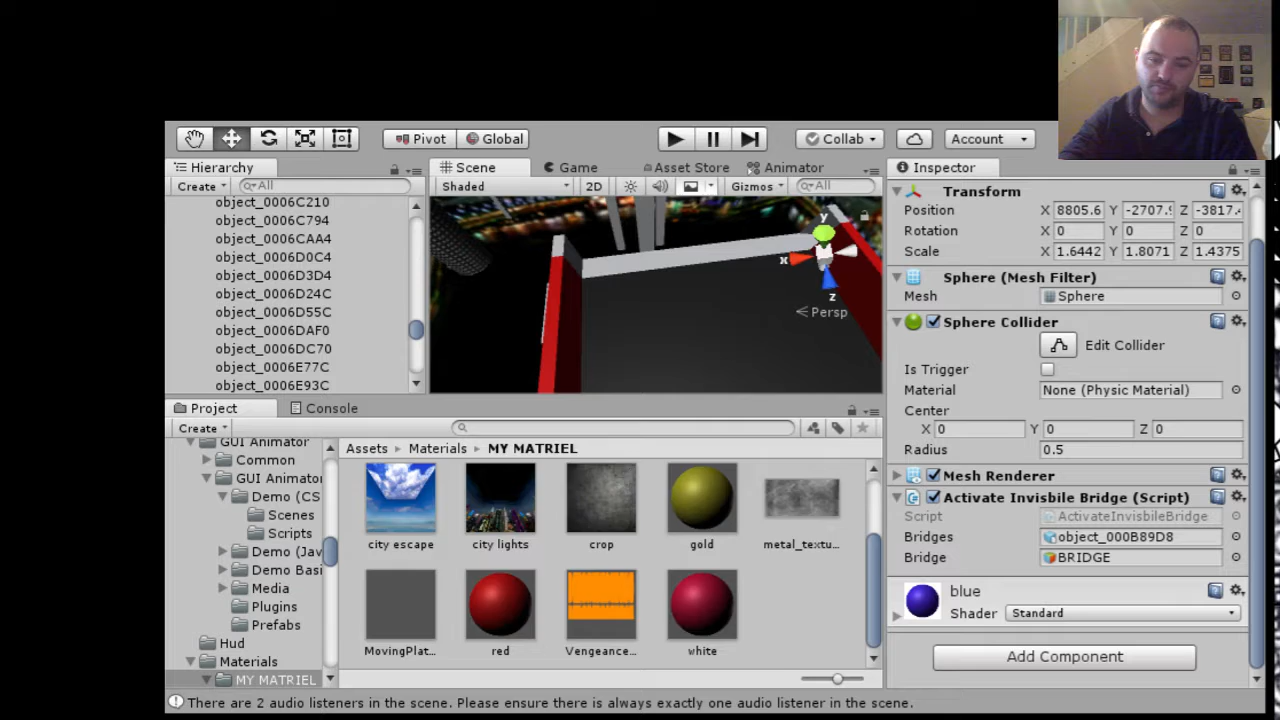 Pivot Global Collab Account
Hierarchy
Create All
object_0006C210
object_0006C794
object_0006CAA4
object_0006D0C4
object_0006D3D4
object_0006D24C
object_0006D55C
object_0006DAF0
object_0006DC70
object_0006E77C
object_0006E93C
Scene Game Asset Store Animator
Shaded 2D Gizmos All
y
x
z
Persp
Inspector
Transform
Position X 8805.6 Y -2707.9 Z -3817.4
Rotation X 0 Y 0 Z 0
Scale X 1.6442 Y 1.8071 Z 1.4375
Sphere (Mesh Filter)
Mesh Sphere
Sphere Collider
Edit Collider
Is Trigger
Material None (Physic Material)
Center
X 0 Y 0 Z 0
Radius 0.5
Mesh Renderer
Activate Invisbile Bridge (Script)
Script ActivateInvisbileBridge
Bridges object_000B89D8
Bridge BRIDGE
blue
Shader Standard
Add Component
Project Console
Create
GUI Animator
Common
GUI Animator
Demo (CS
Scenes
Scripts
Demo (Jav
Demo Basi
Media
Plugins
Prefabs
Hud
Materials
MY MATRIEL
Assets Materials MY MATRIEL
city escape city lights crop gold metal_textu...
MovingPlat... red Vengeance... white
There are 2 audio listeners in the scene. Please ensure there is always exactly one audio listener in the scene.